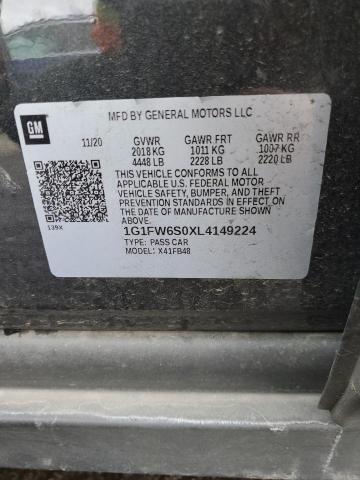 GM
MFD BY GENERAL MOTORS LLC
11/20 GVWR GAWR FRT GAWR RR
2018 KG 1011 KG 1007 KG
4448 LB 2228 LB 2220 LB
THIS VEHICLE CONFORMS TO ALL
APPLICABLE U.S. FEDERAL MOTOR
VEHICLE SAFETY, BUMPER, AND THEFT
PREVENTION STANDARDS IN EFFECT ON
THE DATE OF MANUFACTURE SHOWN
ABOVE.
139X 1G1FW6S0XL4149224
TYPE: PASS CAR
MODEL: X41FB48